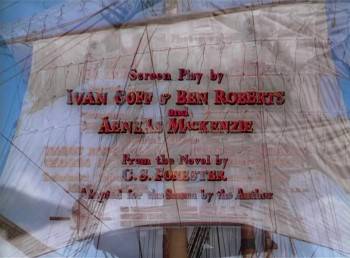 Screen Play by
IVAN GOFF & BEN ROBERTS
and
AENEAS MACKENZIE
From the Novel by
C. S. FORESTER
Adapted for the Screen by the Author